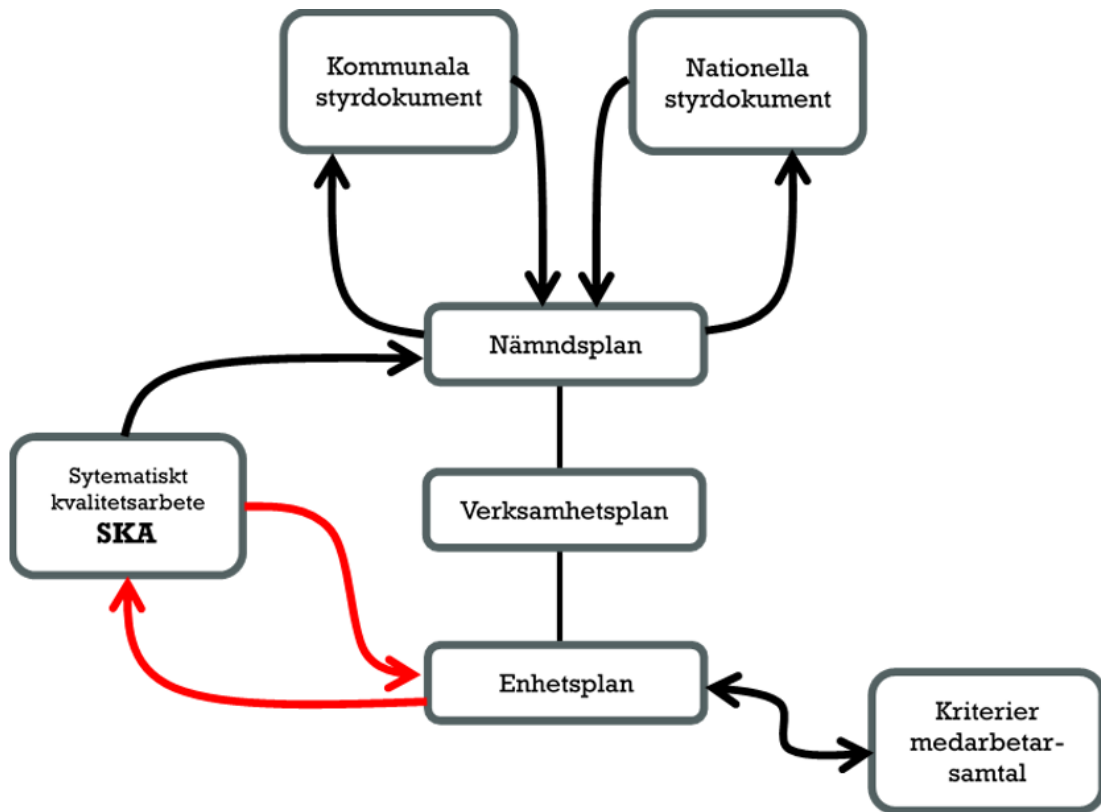 Kommunala
styrdokument
Nationella
styrdokument
Nämndsplan
Sytematiskt
kvalitetsarbete
SKA
Verksamhetsplan
Enhetsplan
Kriterier
medarbetar-
samtal